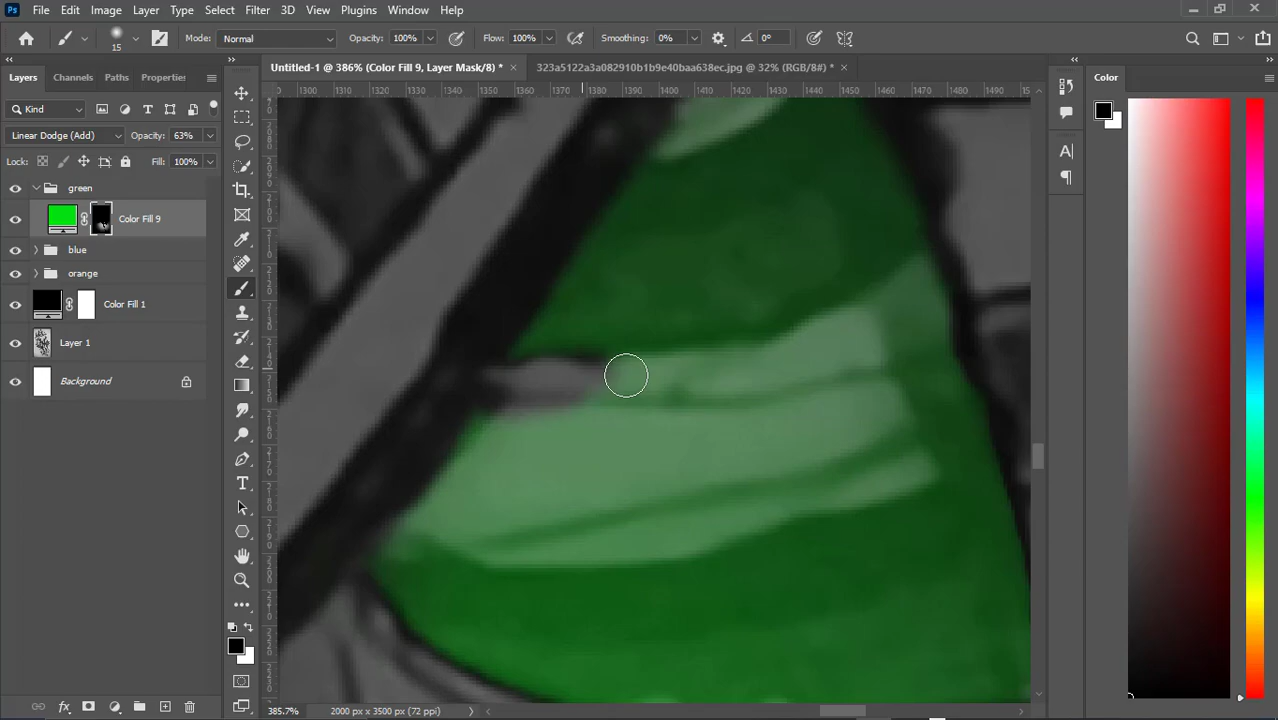 Ps File Edit Image Layer Type Select Filter 3D View Plugins Window Help
15 Mode: Normal Opacity: 100% Flow: 100% Smoothing: 0% 0°
Layers Channels Paths Properties
Untitled-1 @ 386% (Color Fill 9, Layer Mask/8) * ×
323a5122a3a082910b1b9e40baa638ec.jpg @ 32% (RGB/8#) * ×
Color
Kind
Linear Dodge (Add) Opacity: 63%
Lock: Fill: 100%
green
Color Fill 9
blue
orange
Color Fill 1
Layer 1
Background
1300 1310 1320 1330 1340 1350 1360 1370 1380 1390 1400 1410 1420 1430 1440 1450 1460 1470 1480 1490
385.7% 2000 px x 3500 px (72 ppi)